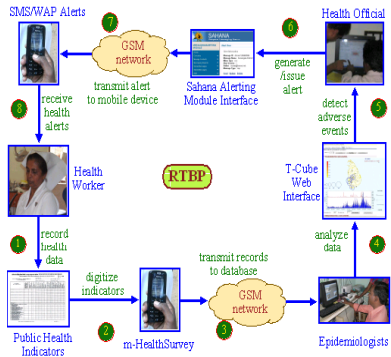 SMS/WAP Alerts
7
GSM
network
transmit alert
to mobile device
SAHANA
Sahana Alerting
Module Interface
6
generate
/issue
alert
Health Official
8
receive
health
alerts
5
detect
adverse
events
Health
Worker
RTBP
T-Cube
Web
Interface
1
record
health
data
4
analyze
data
digitize
indicators
2
transmit records
to database
GSM
network
3
Public Health
Indicators
m-HealthSurvey
Epidemiologists